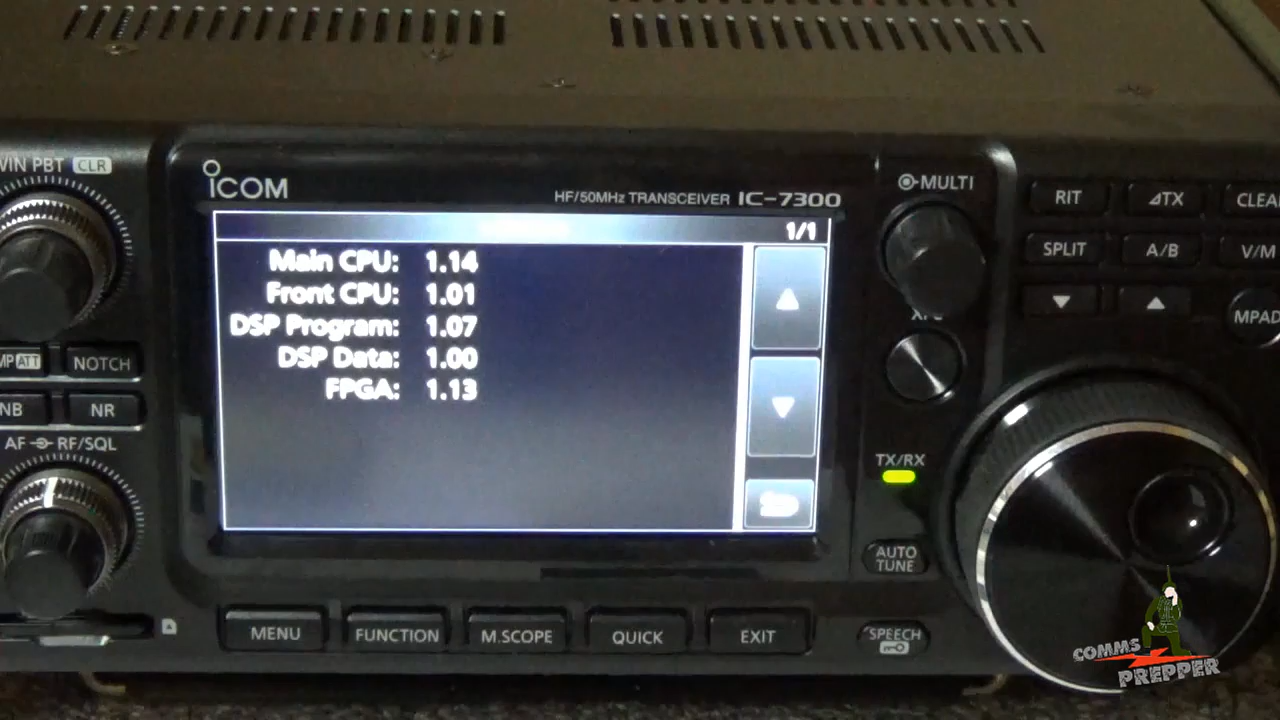 WIN PBT CLR
ICOM
HF/50MHz TRANSCEIVER IC-7300
MULTI
RIT
⊿TX
CLEAR
1/1
SPLIT
A/B
V/M
Main CPU: 1.14
Front CPU: 1.01
DSP Program: 1.07
DSP Data: 1.00
FPGA: 1.13
MPAD
ATT
NOTCH
NB
NR
AF RF/SQL
TX/RX
AUTO
TUNE
MENU
FUNCTION
M.SCOPE
QUICK
EXIT
SPEECH
COMMS
PREPPER